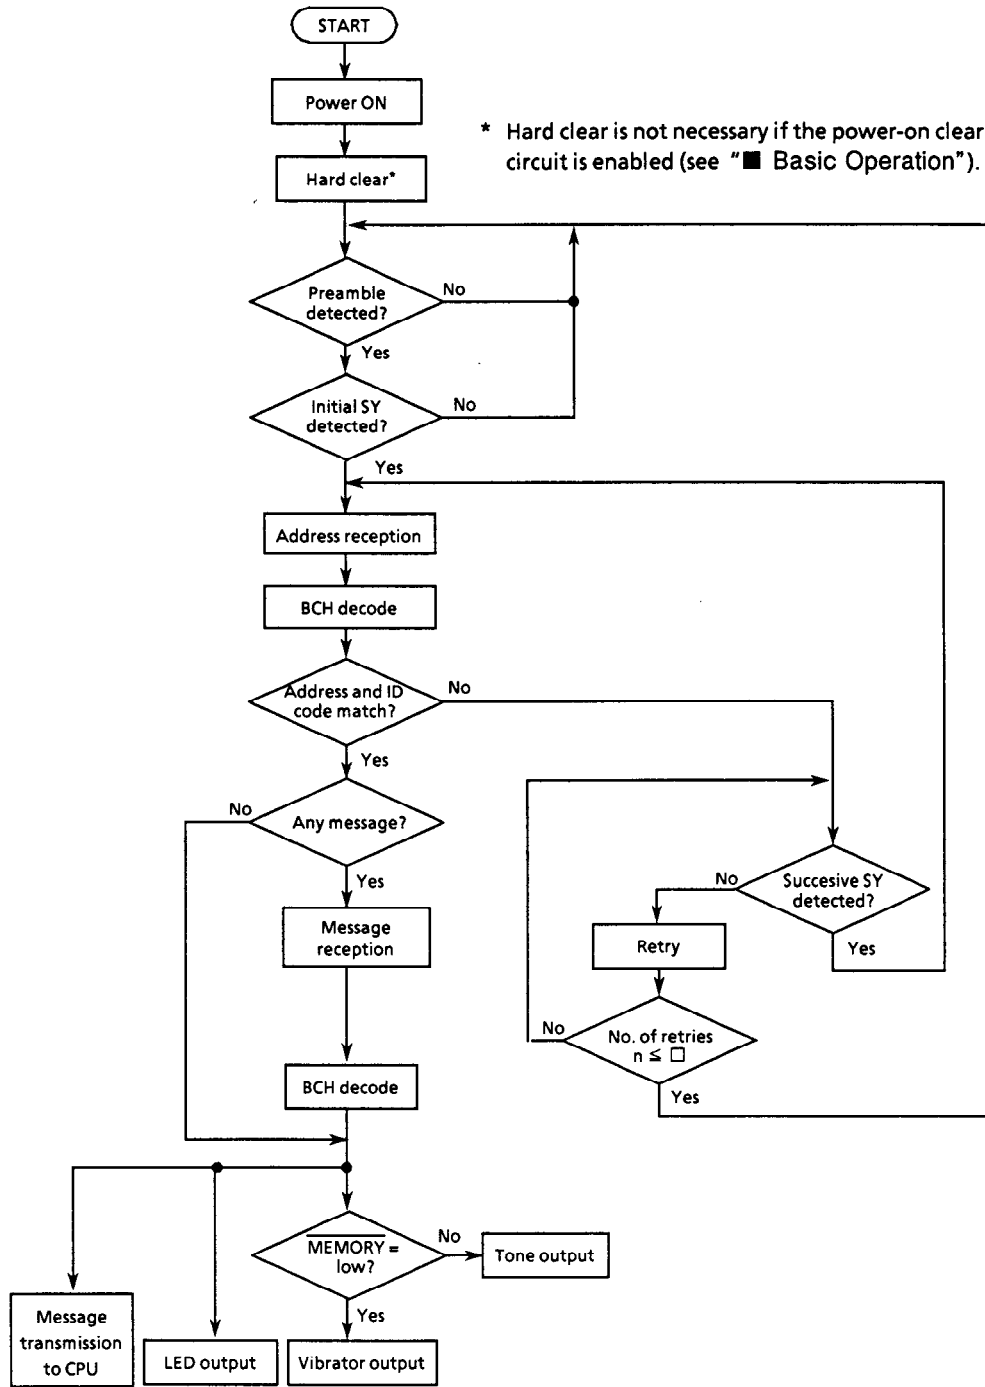 START
Power ON
* Hard clear is not necessary if the power-on clear
circuit is enabled (see “■ Basic Operation”).
Hard clear*
Preamble
detected?
No
Yes
Initial SY
detected?
No
Yes
Address reception
BCH decode
Address and ID
code match?
No
Yes
No
Any message?
Yes
Succesive SY
detected?
No
Yes
Message
reception
Retry
No. of retries
n ≦ □
No
Yes
BCH decode
MEMORY =
low?
No
Tone output
Yes
Message
transmission
to CPU
LED output
Vibrator output